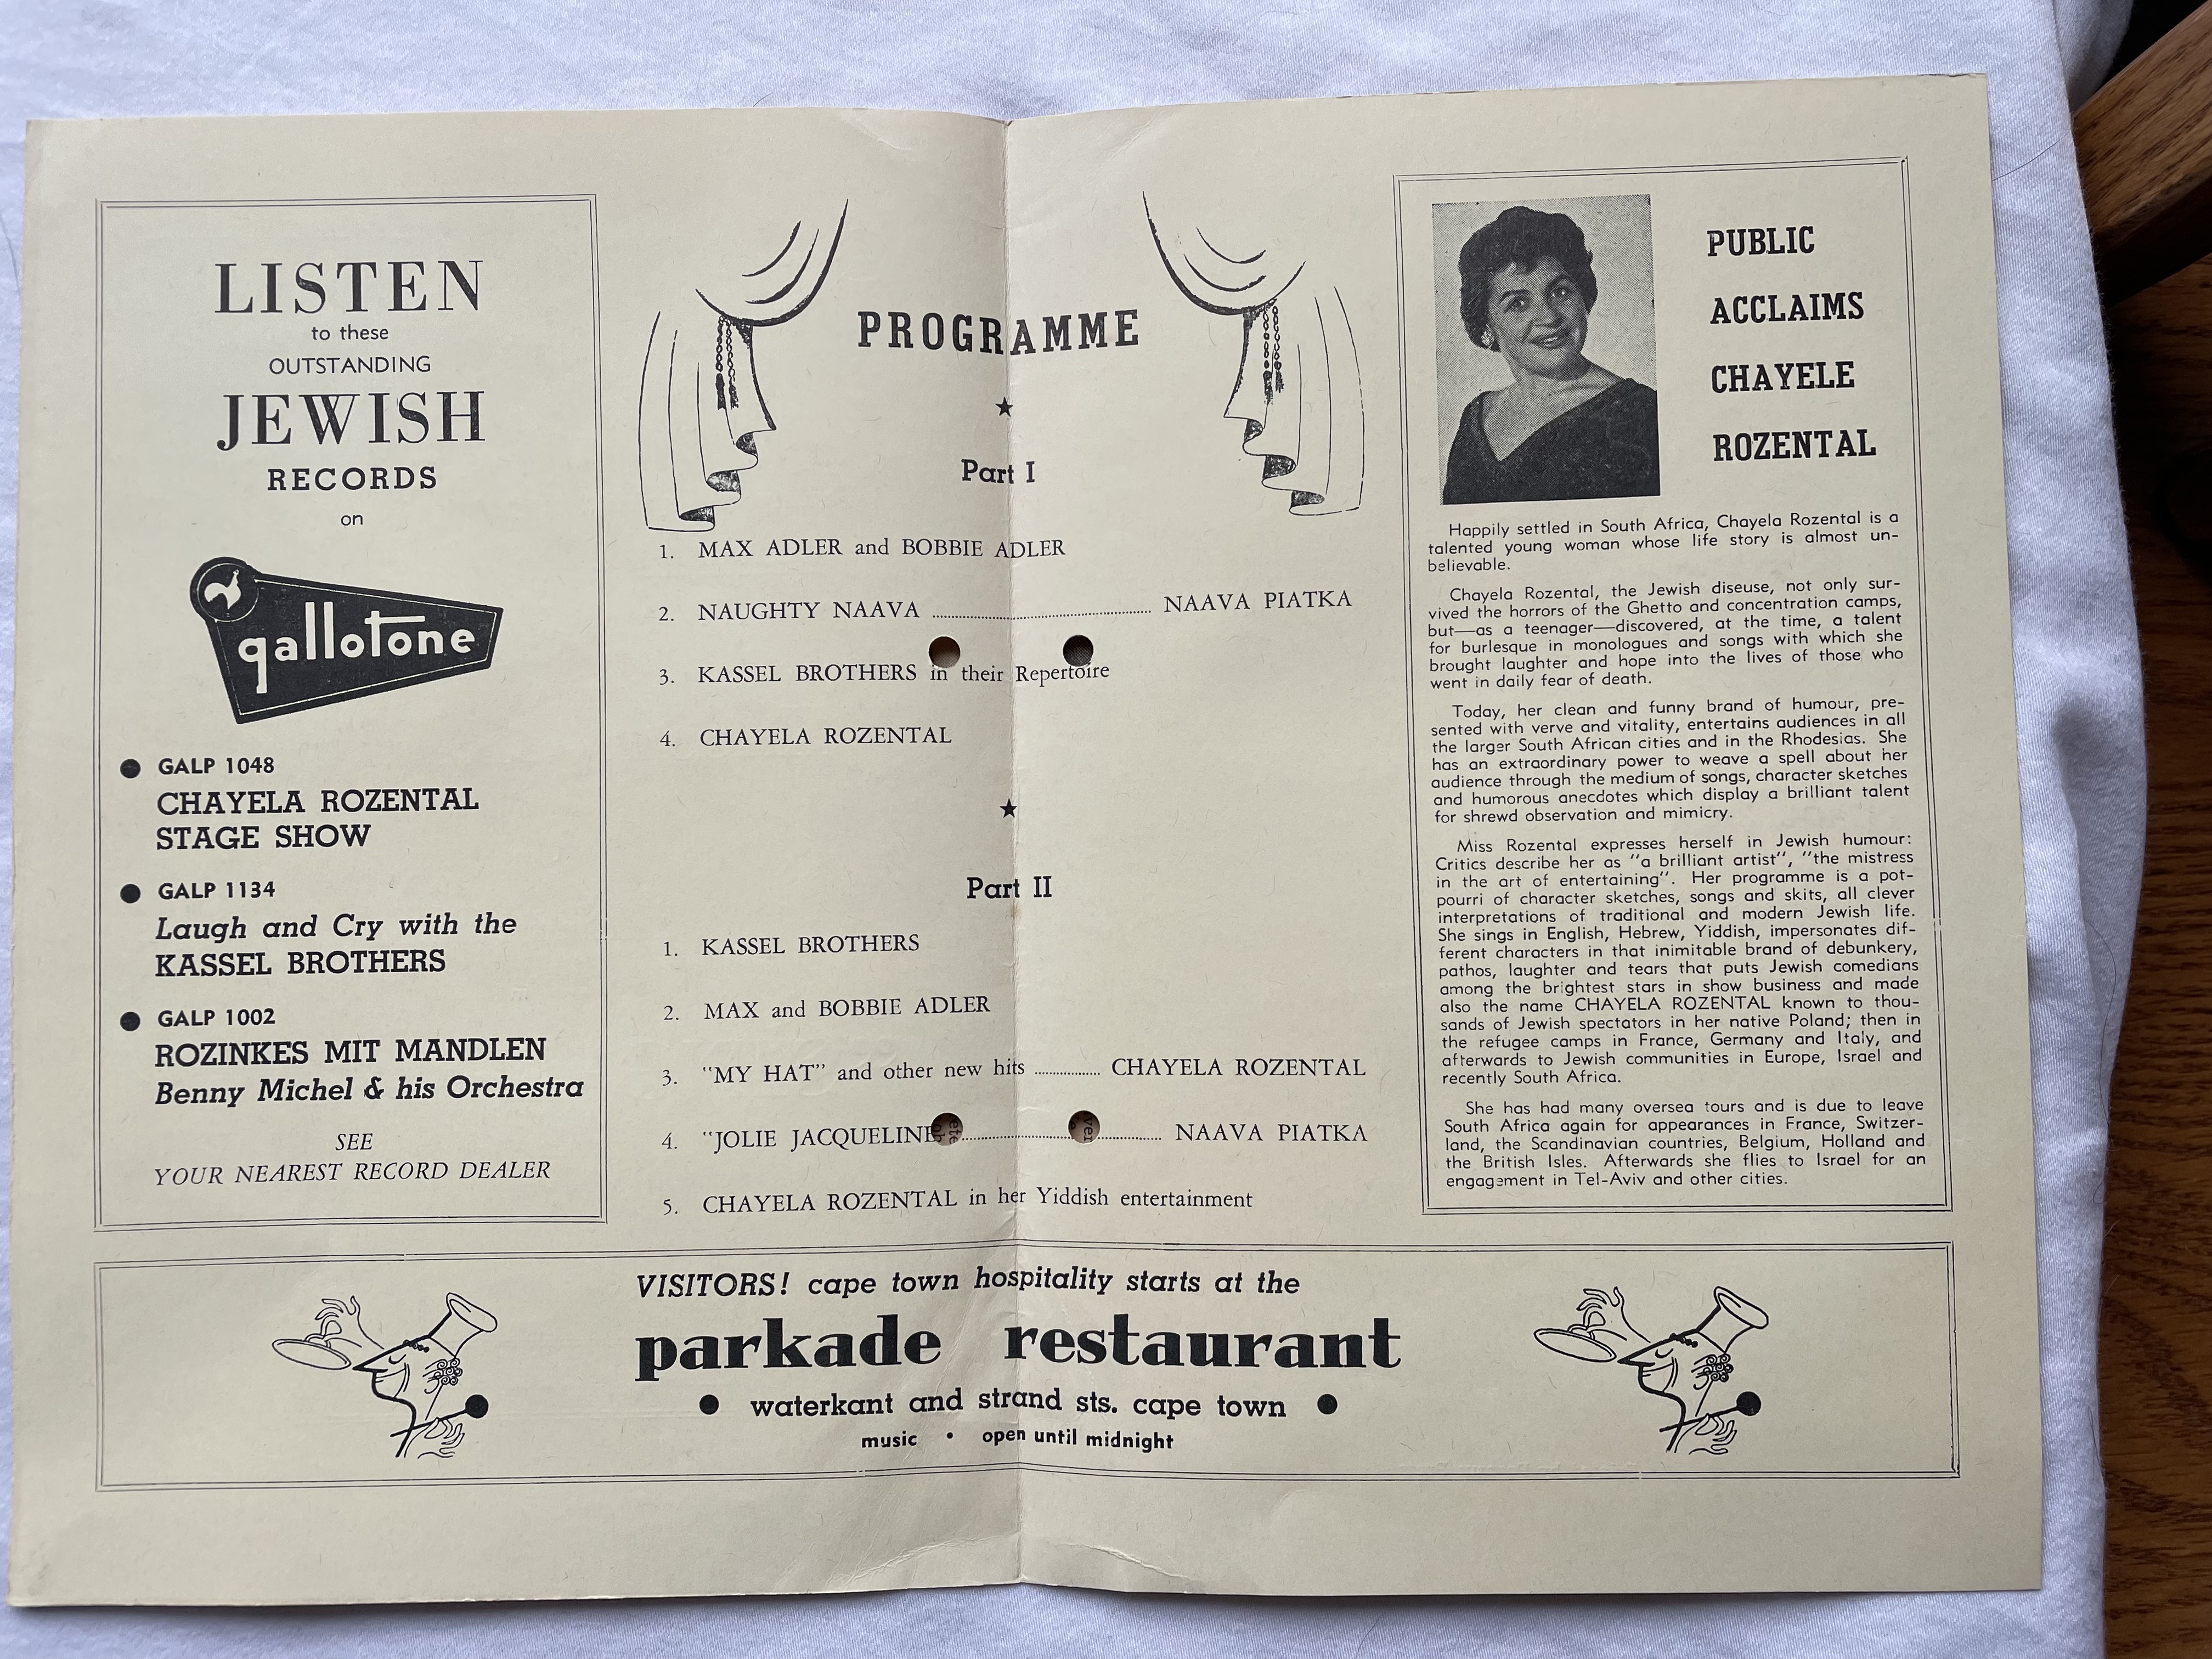 LISTEN
to these
OUTSTANDING
JEWISH
RECORDS
on
gallotone
● GALP 1048
CHAYELA ROZENTAL
STAGE SHOW
● GALP 1134
Laugh and Cry with the
KASSEL BROTHERS
● GALP 1002
ROZINKES MIT MANDLEN
Benny Michel & his Orchestra
SEE
YOUR NEAREST RECORD DEALER
PROGRAMME
★
Part I
1. MAX ADLER and BOBBIE ADLER
2. NAUGHTY NAAVA ........ NAAVA PIATKA
3. KASSEL BROTHERS in their Repertoire
4. CHAYELA ROZENTAL
★
Part II
1. KASSEL BROTHERS
2. MAX and BOBBIE ADLER
3. "MY HAT" and other new hits ........ CHAYELA ROZENTAL
4. "JOLIE JACQUELINE ........ NAAVA PIATKA
5. CHAYELA ROZENTAL in her Yiddish entertainment
PUBLIC
ACCLAIMS
CHAYELE
ROZENTAL
Happily settled in South Africa, Chayela Rozental is a
talented young woman whose life story is almost un-
believable.
Chayela Rozental, the Jewish diseuse, not only sur-
vived the horrors of the Ghetto and concentration camps,
but—as a teenager—discovered, at the time, a talent
for burlesque in monologues and songs with which she
brought laughter and hope into the lives of those who
went in daily fear of death.
Today, her clean and funny brand of humour, pre-
sented with verve and vitality, entertains audiences in all
the larger South African cities and in the Rhodesias. She
has an extraordinary power to weave a spell about her
audience through the medium of songs, character sketches
and humorous anecdotes which display a brilliant talent
for shrewd observation and mimicry.
Miss Rozental expresses herself in Jewish humour:
Critics describe her as "a brilliant artist", "the mistress
in the art of entertaining". Her programme is a pot-
pourri of character sketches, songs and skits, all clever
interpretations of traditional and modern Jewish life.
She sings in English, Hebrew, Yiddish, impersonates dif-
ferent characters in that inimitable brand of debunkery,
pathos, laughter and tears that puts Jewish comedians
among the brightest stars in show business and made
also the name CHAYELA ROZENTAL known to thou-
sands of Jewish spectators in her native Poland; then in
the refugee camps in France, Germany and Italy, and
afterwards to Jewish communities in Europe, Israel and
recently South Africa.
She has had many oversea tours and is due to leave
South Africa again for appearances in France, Switzer-
land, the Scandinavian countries, Belgium, Holland and
the British Isles. Afterwards she flies to Israel for an
engagement in Tel-Aviv and other cities.
VISITORS! cape town hospitality starts at the
parkade restaurant
● waterkant and strand sts. cape town ●
music • open until midnight